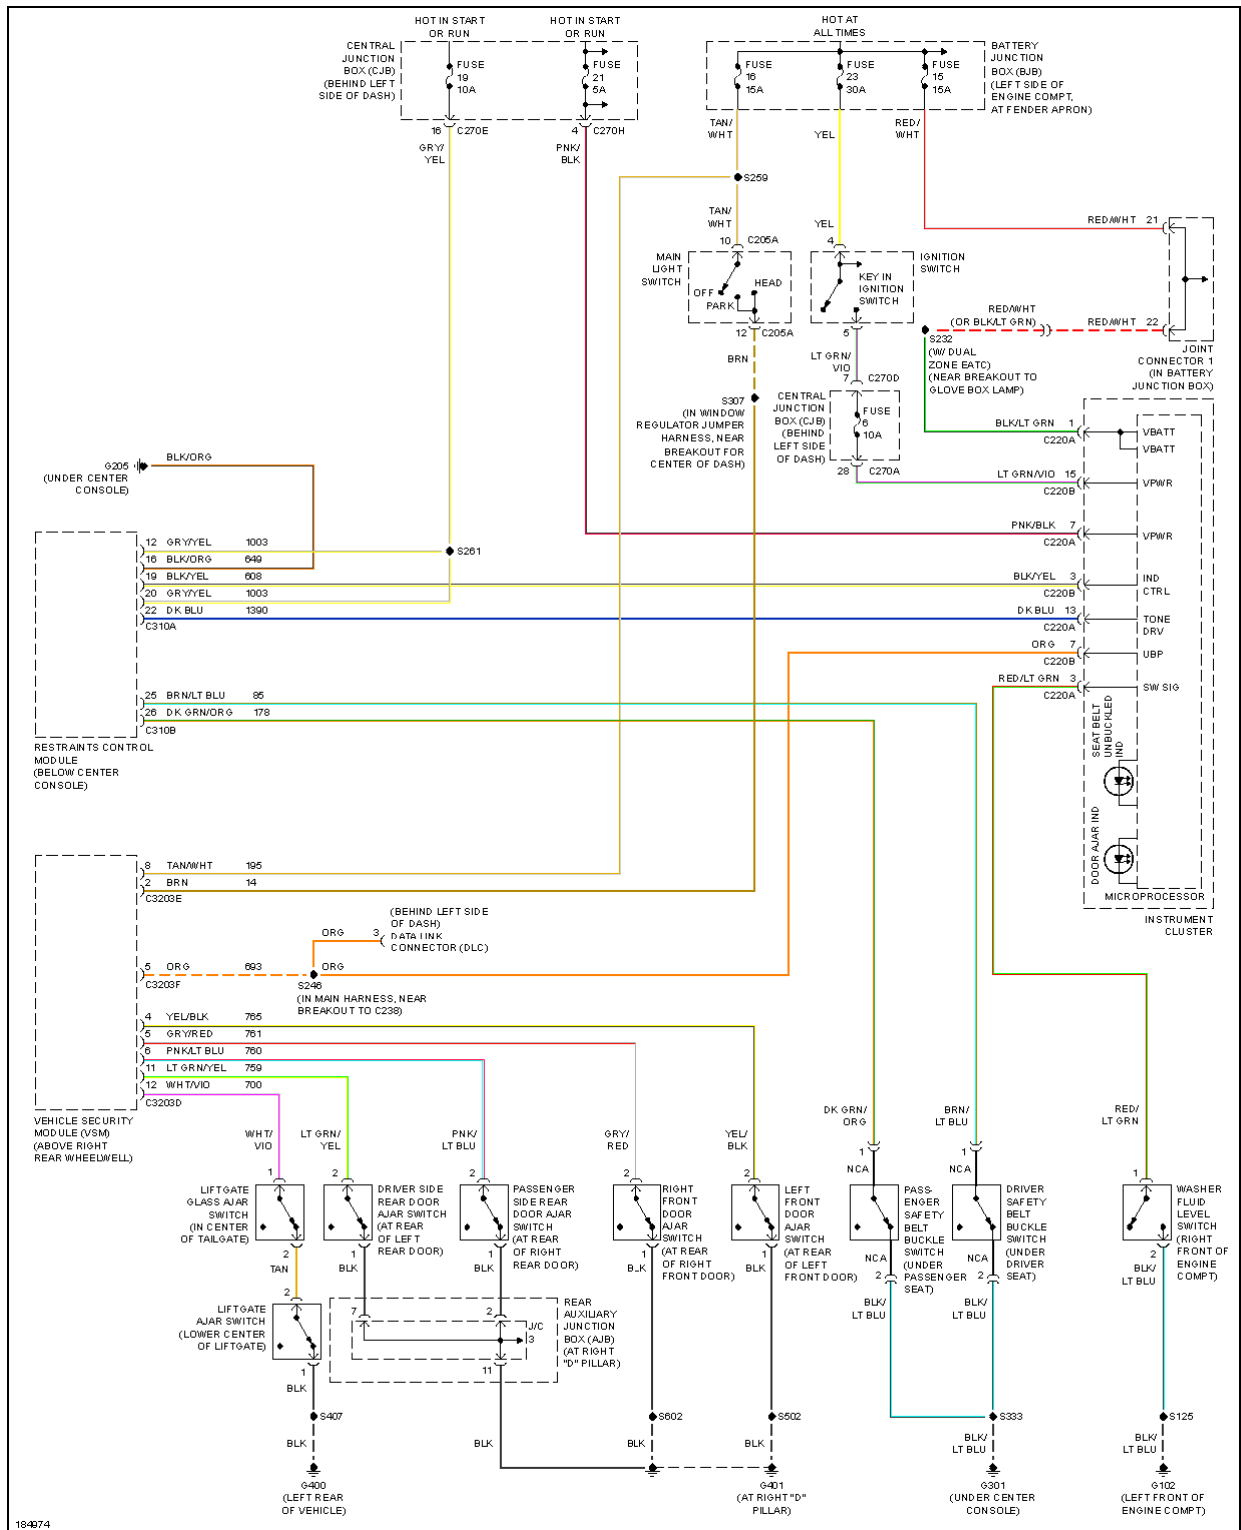 HOT IN START
OR RUN
HOT IN START
OR RUN
HOT AT
ALL TIMES
CENTRAL
JUNCTION
BOX (CJB)
(BEHIND LEFT
SIDE OF DASH)
FUSE
19
10A
FUSE
21
5A
FUSE
16
15A
FUSE
23
30A
FUSE
15
15A
BATTERY
JUNCTION
BOX (BJB)
(LEFT SIDE OF
ENGINE COMPT,
AT FENDER APRON)
16
C270E
4
C270H
GRY/
YEL
PNK/
BLK
TAN/
WHT
YEL
RED/
WHT
S259
TAN/
WHT
YEL
RED/WHT 21
10
C205A
4
MAIN
LIGHT
SWITCH
OFF
PARK
HEAD
KEY IN
IGNITION
SWITCH
IGNITION
SWITCH
12
C205A
5
BRN
LT GRN/
VIO
RED/WHT
(OR BLK/LT GRN)
RED/WHT 22
S232
(W/ DUAL
ZONE EATC)
(NEAR BREAKOUT TO
GLOVE BOX LAMP)
JOINT
CONNECTOR 1
(IN BATTERY
JUNCTION BOX)
7
C270D
S307
(IN WINDOW
REGULATOR JUMPER
HARNESS, NEAR
BREAKOUT FOR
CENTER OF DASH)
CENTRAL
JUNCTION
BOX (CJB)
(BEHIND
LEFT SIDE
OF DASH)
FUSE
6
10A
28
C270A
BLK/LT GRN 1
C220A
VBATT
VBATT
LT GRN/VIO 15
C220B
VPWR
PNK/BLK 7
C220A
VPWR
BLK/YEL 3
C220B
IND
CTRL
DK BLU 13
C220A
TONE
DRV
ORG 7
C220B
UBP
RED/LT GRN 3
C220A
SW SIG
SEAT BELT
UNBUCKLED
IND
DOOR AJAR IND
MICROPROCESSOR
INSTRUMENT
CLUSTER
G205
(UNDER CENTER
CONSOLE)
BLK/ORG
12 GRY/YEL 1003
16 BLK/ORG 649
19 BLK/YEL 608
20 GRY/YEL 1003
22 DK BLU 1390
C310A
S261
25 BRN/LT BLU 85
26 DK GRN/ORG 178
C310B
RESTRAINTS CONTROL
MODULE
(BELOW CENTER
CONSOLE)
8 TAN/WHT 195
2 BRN 14
C3203E
5 ORG 693
C3203F
ORG 3
(BEHIND LEFT SIDE
OF DASH)
DATA LINK
CONNECTOR (DLC)
ORG
S246
(IN MAIN HARNESS, NEAR
BREAKOUT TO C238)
4 YEL/BLK 765
5 GRY/RED 761
6 PNK/LT BLU 760
11 LT GRN/YEL 759
12 WHT/VIO 700
C3203D
VEHICLE SECURITY
MODULE (VSM)
(ABOVE RIGHT
REAR WHEELWELL)
WHT/
VIO
LT GRN/
YEL
PNK/
LT BLU
GRY/
RED
YEL/
BLK
DK GRN/
ORG
BRN/
LT BLU
RED/
LT GRN
1
NCA
1
NCA
1
2
2
2
2
1
LIFTGATE
GLASS AJAR
SWITCH
(IN CENTER
OF TAILGATE)
DRIVER SIDE
REAR DOOR
AJAR SWITCH
(AT REAR
OF LEFT
REAR DOOR)
PASSENGER
SIDE REAR
DOOR AJAR
SWITCH
(AT REAR
OF RIGHT
REAR DOOR)
RIGHT
FRONT
DOOR
AJAR
SWITCH
(AT REAR
OF RIGHT
FRONT DOOR)
LEFT
FRONT
DOOR
AJAR
SWITCH
(AT REAR
OF LEFT
FRONT DOOR)
PASS-
ENGER
SAFETY
BELT
BUCKLE
SWITCH
(UNDER
PASSENGER
SEAT)
DRIVER
SAFETY
BELT
BUCKLE
SWITCH
(UNDER
DRIVER
SEAT)
WASHER
FLUID
LEVEL
SWITCH
(RIGHT
FRONT OF
ENGINE
COMPT)
2
TAN
1
BLK
1
BLK
1
BLK
1
BLK
NCA
2
BLK/
LT BLU
NCA
2
BLK/
LT BLU
2
BLK/
LT BLU
2
LIFTGATE
AJAR SWITCH
(LOWER CENTER
OF LIFTGATE)
7
2
J/C
3
REAR
AUXILIARY
JUNCTION
BOX (AJB)
(AT RIGHT
"D" PILLAR)
1
11
BLK
S407
S602
S502
S333
S125
BLK
BLK
BLK
BLK
BLK/
LT BLU
BLK/
LT BLU
G400
(LEFT REAR
OF VEHICLE)
G401
(AT RIGHT "D"
PILLAR)
G301
(UNDER CENTER
CONSOLE)
G102
(LEFT FRONT OF
ENGINE COMPT)
184974